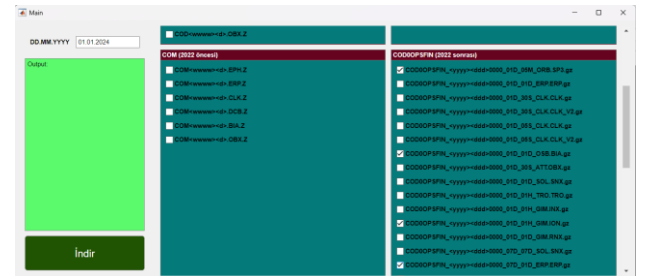 Main
DD.MM.YYYY 01.01.2024
Output:
İndir
COD<wwww><d>.OBX.Z
COM (2022 öncesi)
COM<wwww><d>.EPH.Z
COM<wwww><d>.ERP.Z
COM<wwww><d>.CLK.Z
COM<wwww><d>.DCB.Z
COM<wwww><d>.BIA.Z
COM<wwww><d>.OBX.Z
COD0OPSFIN (2022 sonrası)
COD0OPSFIN_<yyyy><ddd>0000_01D_05M_ORB.SP3.gz
COD0OPSFIN_<yyyy><ddd>0000_01D_01D_ERP.ERP.gz
COD0OPSFIN_<yyyy><ddd>0000_01D_30S_CLK.CLK.gz
COD0OPSFIN_<yyyy><ddd>0000_01D_30S_CLK.CLK_V2.gz
COD0OPSFIN_<yyyy><ddd>0000_01D_05S_CLK.CLK.gz
COD0OPSFIN_<yyyy><ddd>0000_01D_05S_CLK.CLK_V2.gz
COD0OPSFIN_<yyyy><ddd>0000_01D_01D_OSB.BIA.gz
COD0OPSFIN_<yyyy><ddd>0000_01D_30S_ATT.OBX.gz
COD0OPSFIN_<yyyy><ddd>0000_01D_01D_SOL.SNX.gz
COD0OPSFIN_<yyyy><ddd>0000_01D_01H_TRO.TRO.gz
COD0OPSFIN_<yyyy><ddd>0000_01D_01H_GIM.INX.gz
COD0OPSFIN_<yyyy><ddd>0000_01D_01H_GIM.ION.gz
COD0OPSFIN_<yyyy><ddd>0000_01D_01D_GIM.RNX.gz
COD0OPSFIN_<yyyy><ddd>0000_07D_07D_SOL.SNX.gz
COD0OPSFIN_<yyyy><ddd>0000_07D_01D_ERP.ERP.gz